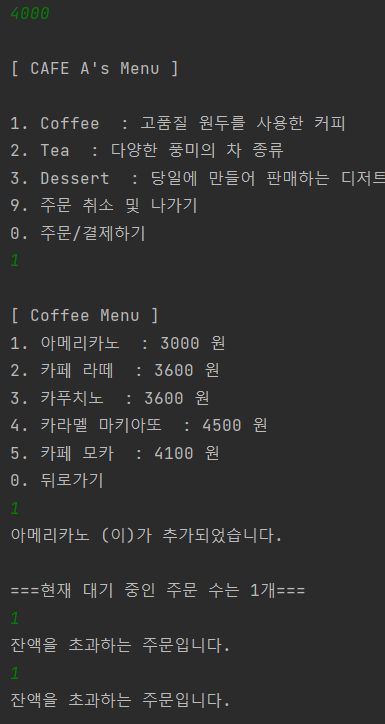 4000
[ CAFE A's Menu ]
1. Coffee  : 고품질 원두를 사용한 커피
2. Tea  : 다양한 풍미의 차 종류
3. Dessert  : 당일에 만들어 판매하는 디저트
9. 주문 취소 및 나가기
0. 주문/결제하기
1
[ Coffee Menu ]
1. 아메리카노  : 3000 원
2. 카페 라떼  : 3600 원
3. 카푸치노  : 3600 원
4. 카라멜 마키아또  : 4500 원
5. 카페 모카  : 4100 원
0. 뒤로가기
1
아메리카노 (이)가 추가되었습니다.
===현재 대기 중인 주문 수는 1개===
1
잔액을 초과하는 주문입니다.
1
잔액을 초과하는 주문입니다.